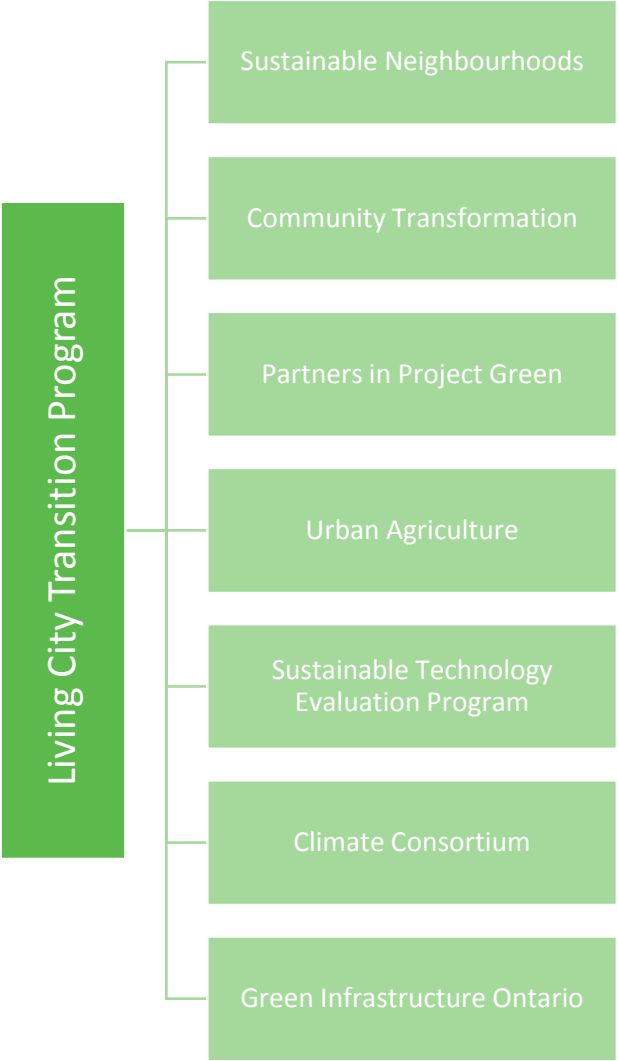 Living City Transition Program
Sustainable Neighbourhoods
Community Transformation
Partners in Project Green
Urban Agriculture
Sustainable Technology
Evaluation Program
Climate Consortium
Green Infrastructure Ontario